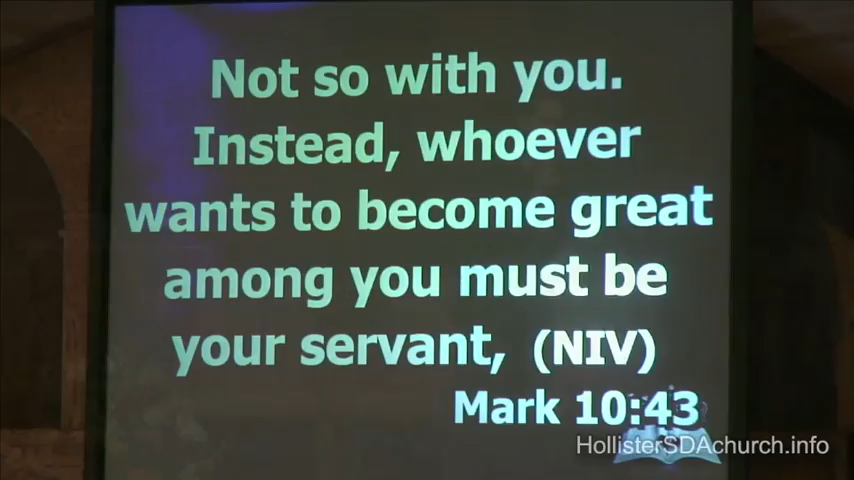 Not so with you.
Instead, whoever
wants to become great
among you must be
your servant, (NIV)
Mark 10:43
HollisterSDAchurch.info